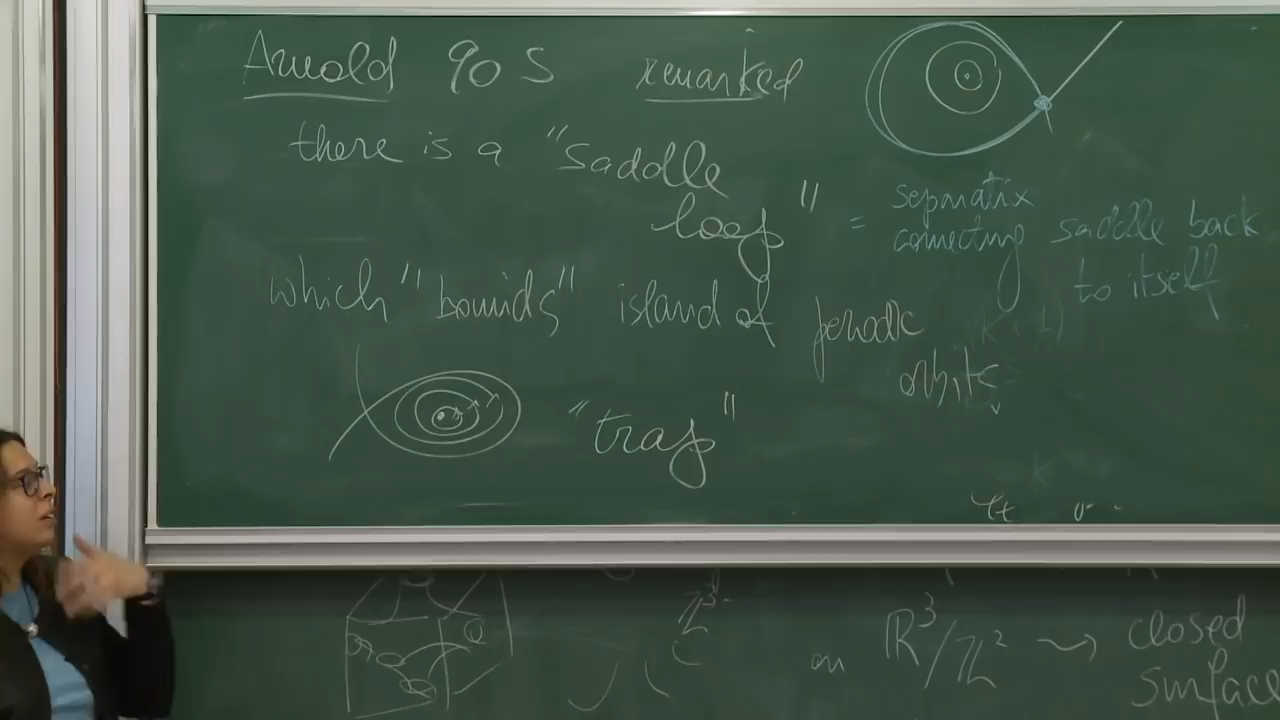 Arnold 90s remarked
there is a "saddle
loop" = separatrix
connecting saddle back
to itself
which "bounds" island of periodic
orbits
"trap"
on ℝ³/ℤ² ⇝ closed
surface
ℤ³